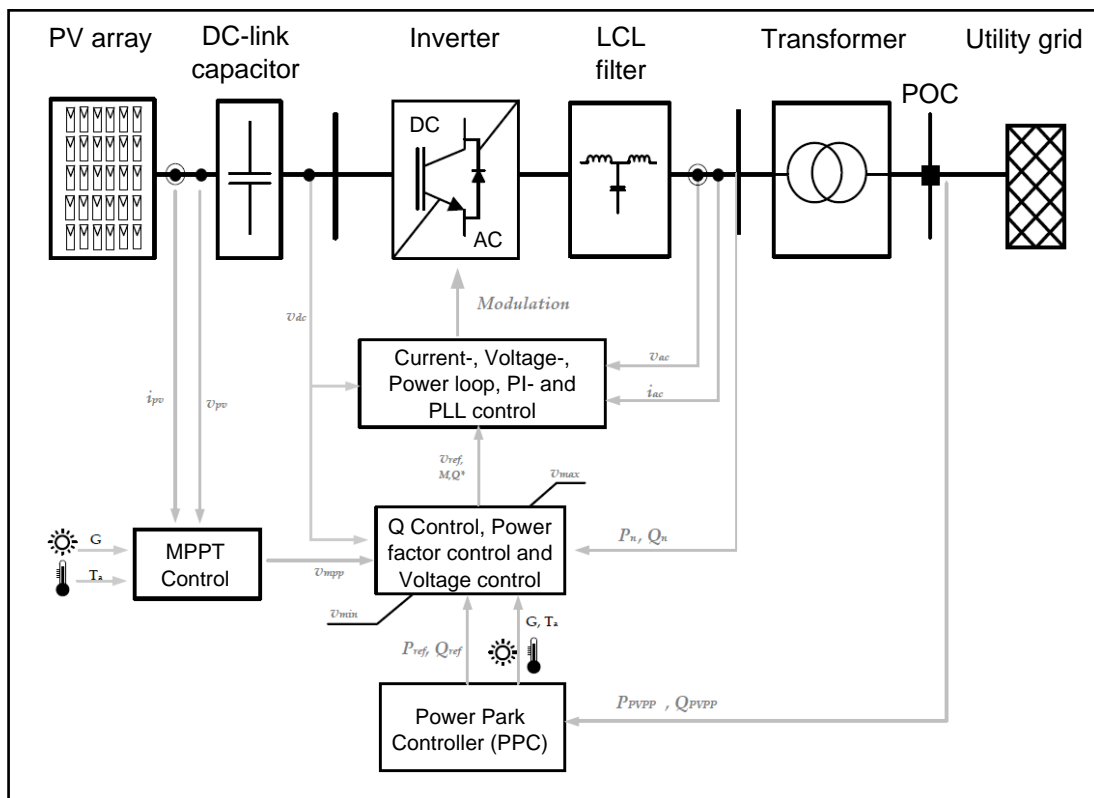 PV array
DC-link
capacitor
Inverter
LCL
filter
Transformer
Utility grid
POC
DC
AC
Modulation
vdc
Current-, Voltage-,
Power loop, PI- and
PLL control
vac
iac
ipv
vpv
vref,
M,Q*
vmax
G
Ta
MPPT
Control
vmpp
Q Control, Power
factor control and
Voltage control
Pn, Qn
vmin
G, Ta
Pref, Qref
Power Park
Controller (PPC)
PPVPP , QPVPP